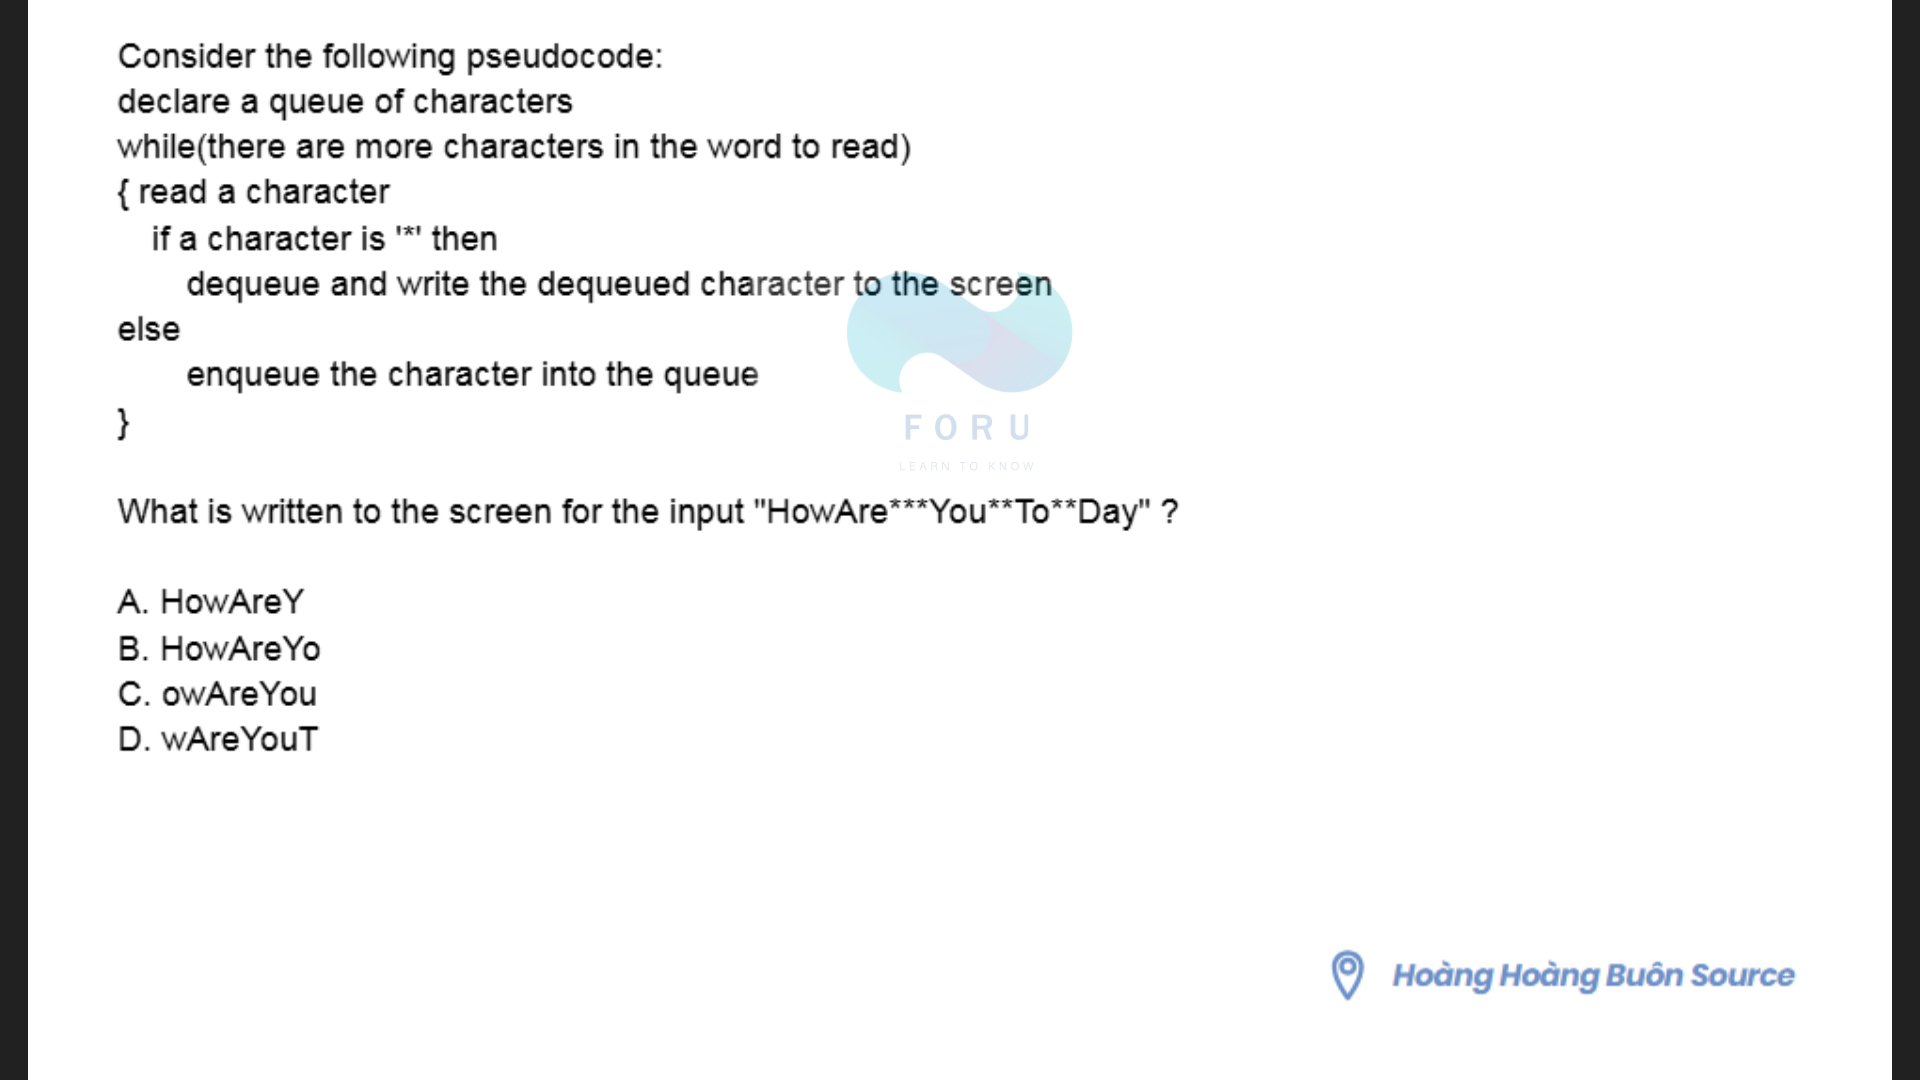 Consider the following pseudocode:
declare a queue of characters
while(there are more characters in the word to read)
{ read a character
if a character is '*' then
dequeue and write the dequeued character to the screen
else
enqueue the character into the queue
}
FORU
LEARN TO KNOW
What is written to the screen for the input "HowAre***You**To**Day" ?
A. HowAreY
B. HowAreYo
C. owAreYou
D. wAreYouT
Hoàng Hoàng Buôn Source